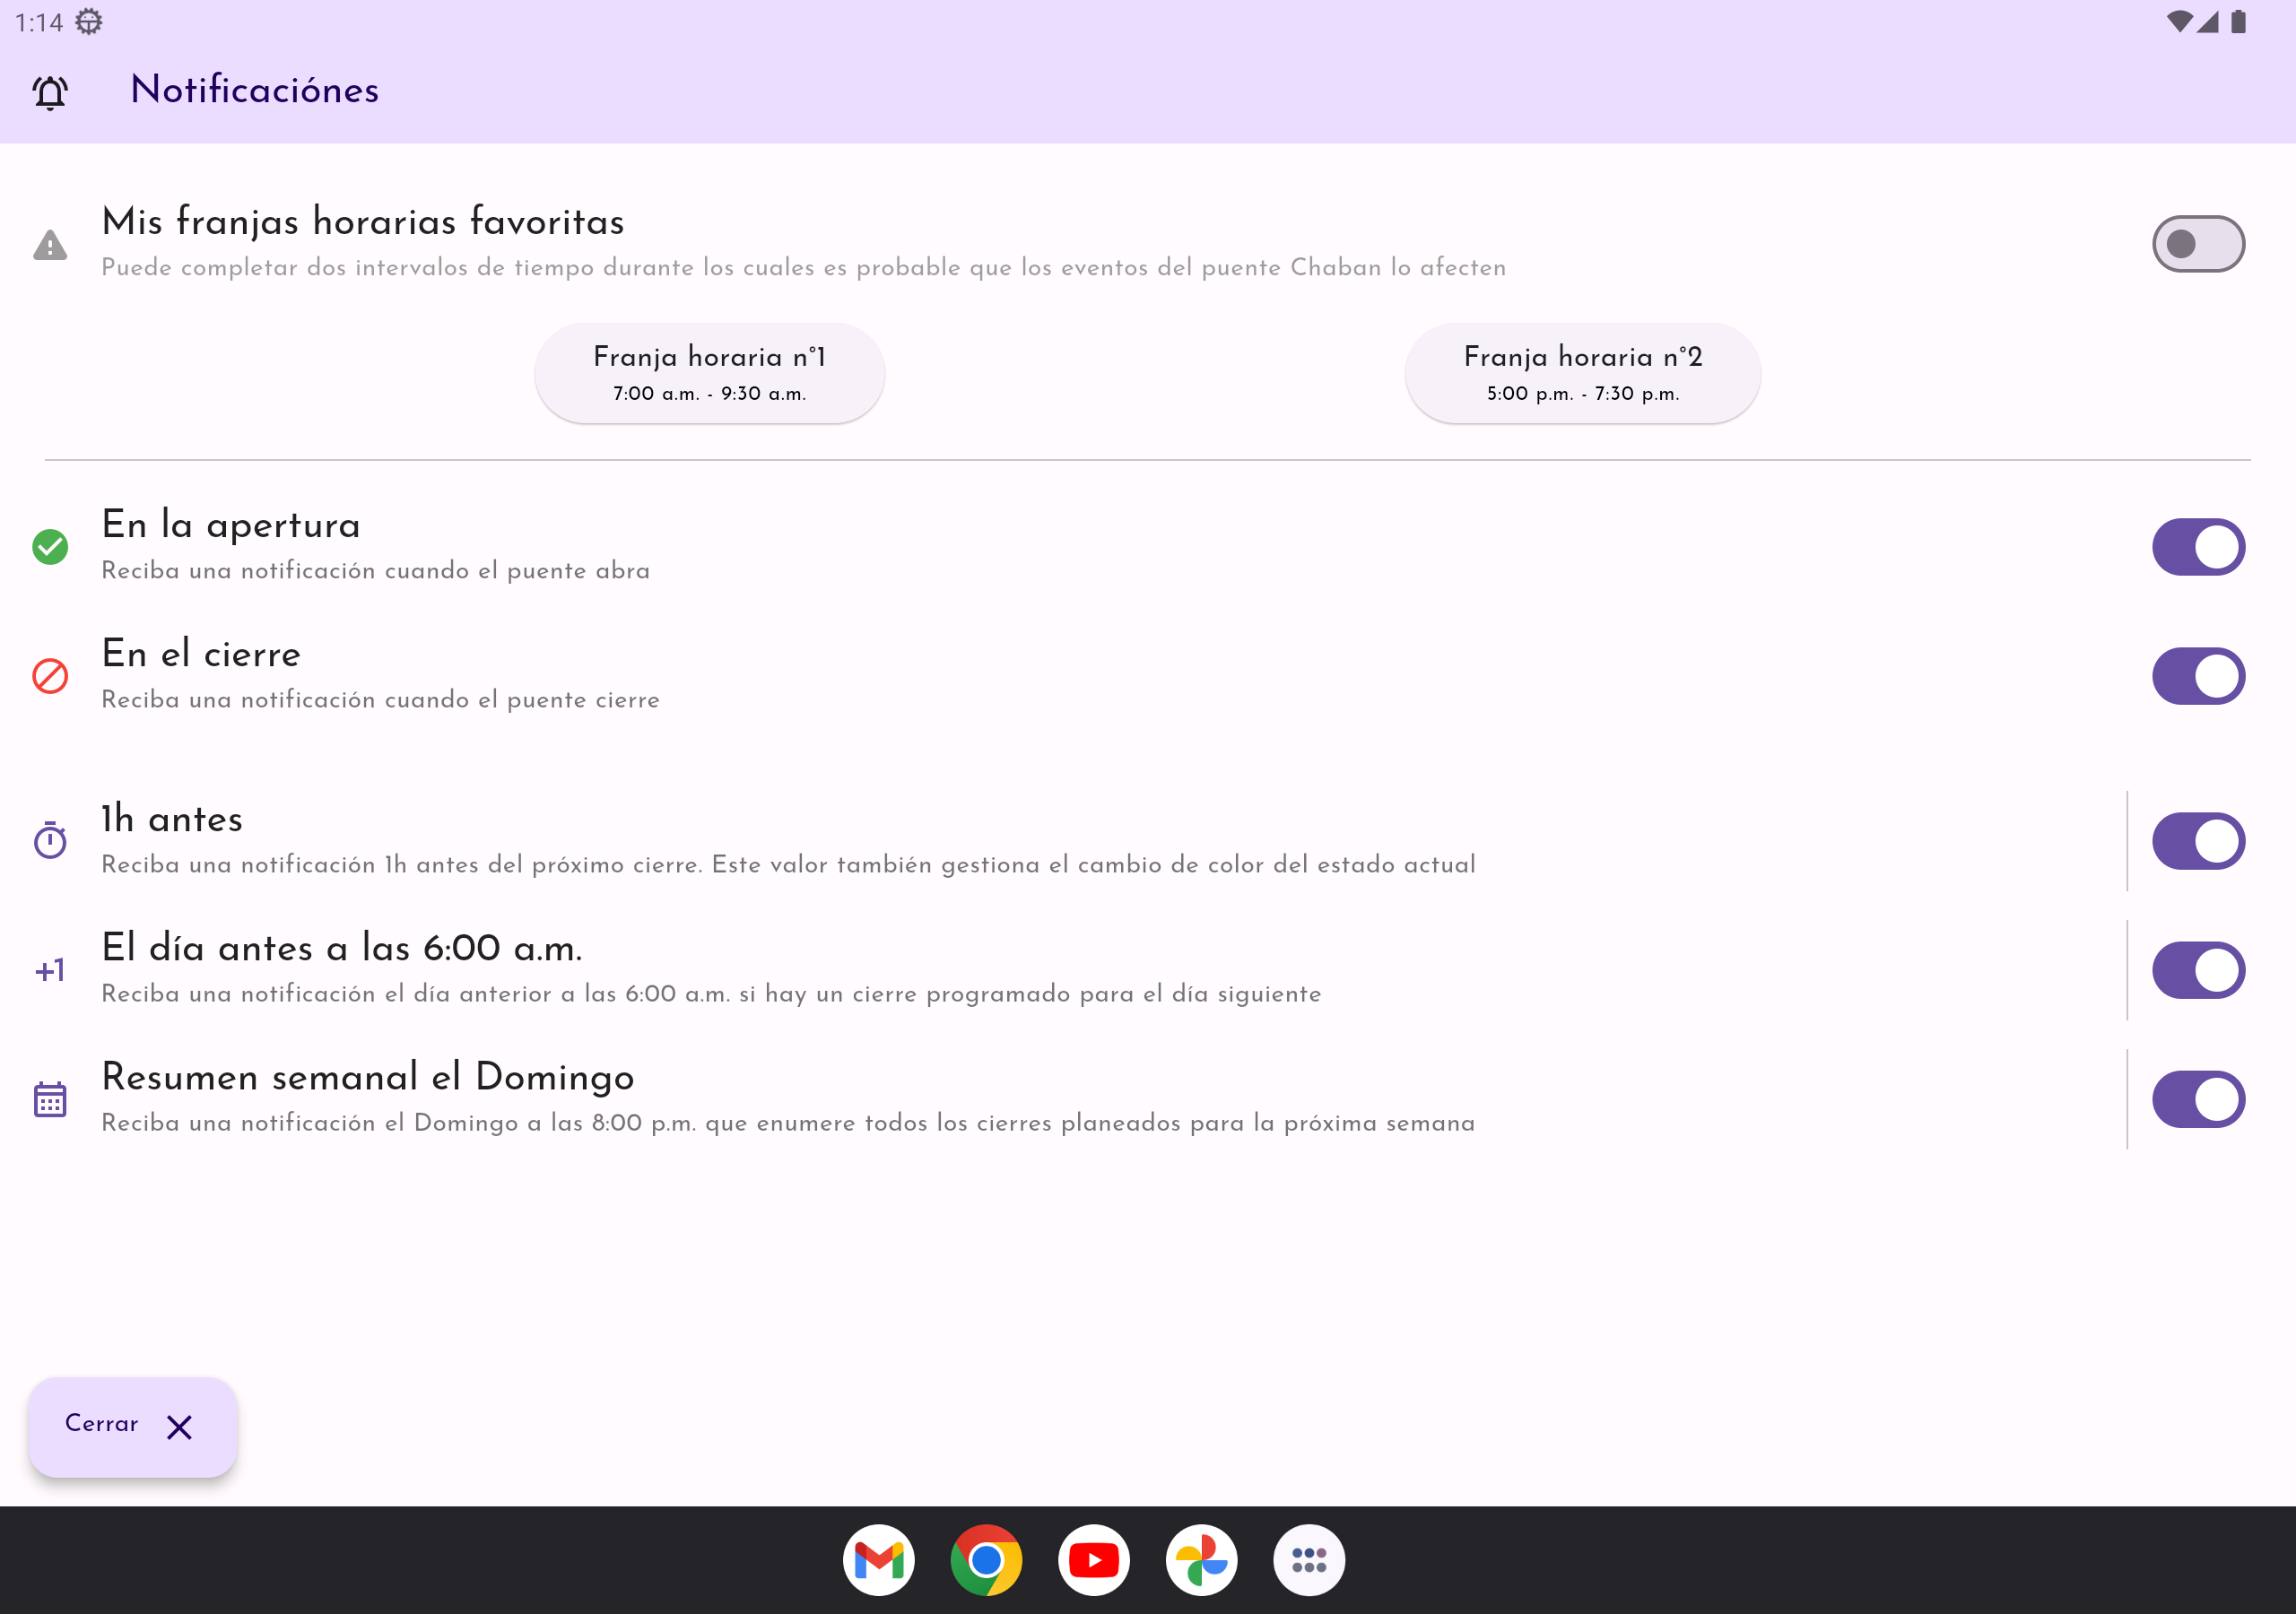 1:14
Notificaciónes
Mis franjas horarias favoritas
Puede completar dos intervalos de tiempo durante los cuales es probable que los eventos del puente Chaban lo afecten
Franja horaria n°1
7:00 a.m. - 9:30 a.m.
Franja horaria n°2
5:00 p.m. - 7:30 p.m.
En la apertura
Reciba una notificación cuando el puente abra
En el cierre
Reciba una notificación cuando el puente cierre
1h antes
Reciba una notificación 1h antes del próximo cierre. Este valor también gestiona el cambio de color del estado actual
+1
El día antes a las 6:00 a.m.
Reciba una notificación el día anterior a las 6:00 a.m. si hay un cierre programado para el día siguiente
Resumen semanal el Domingo
Reciba una notificación el Domingo a las 8:00 p.m. que enumere todos los cierres planeados para la próxima semana
Cerrar